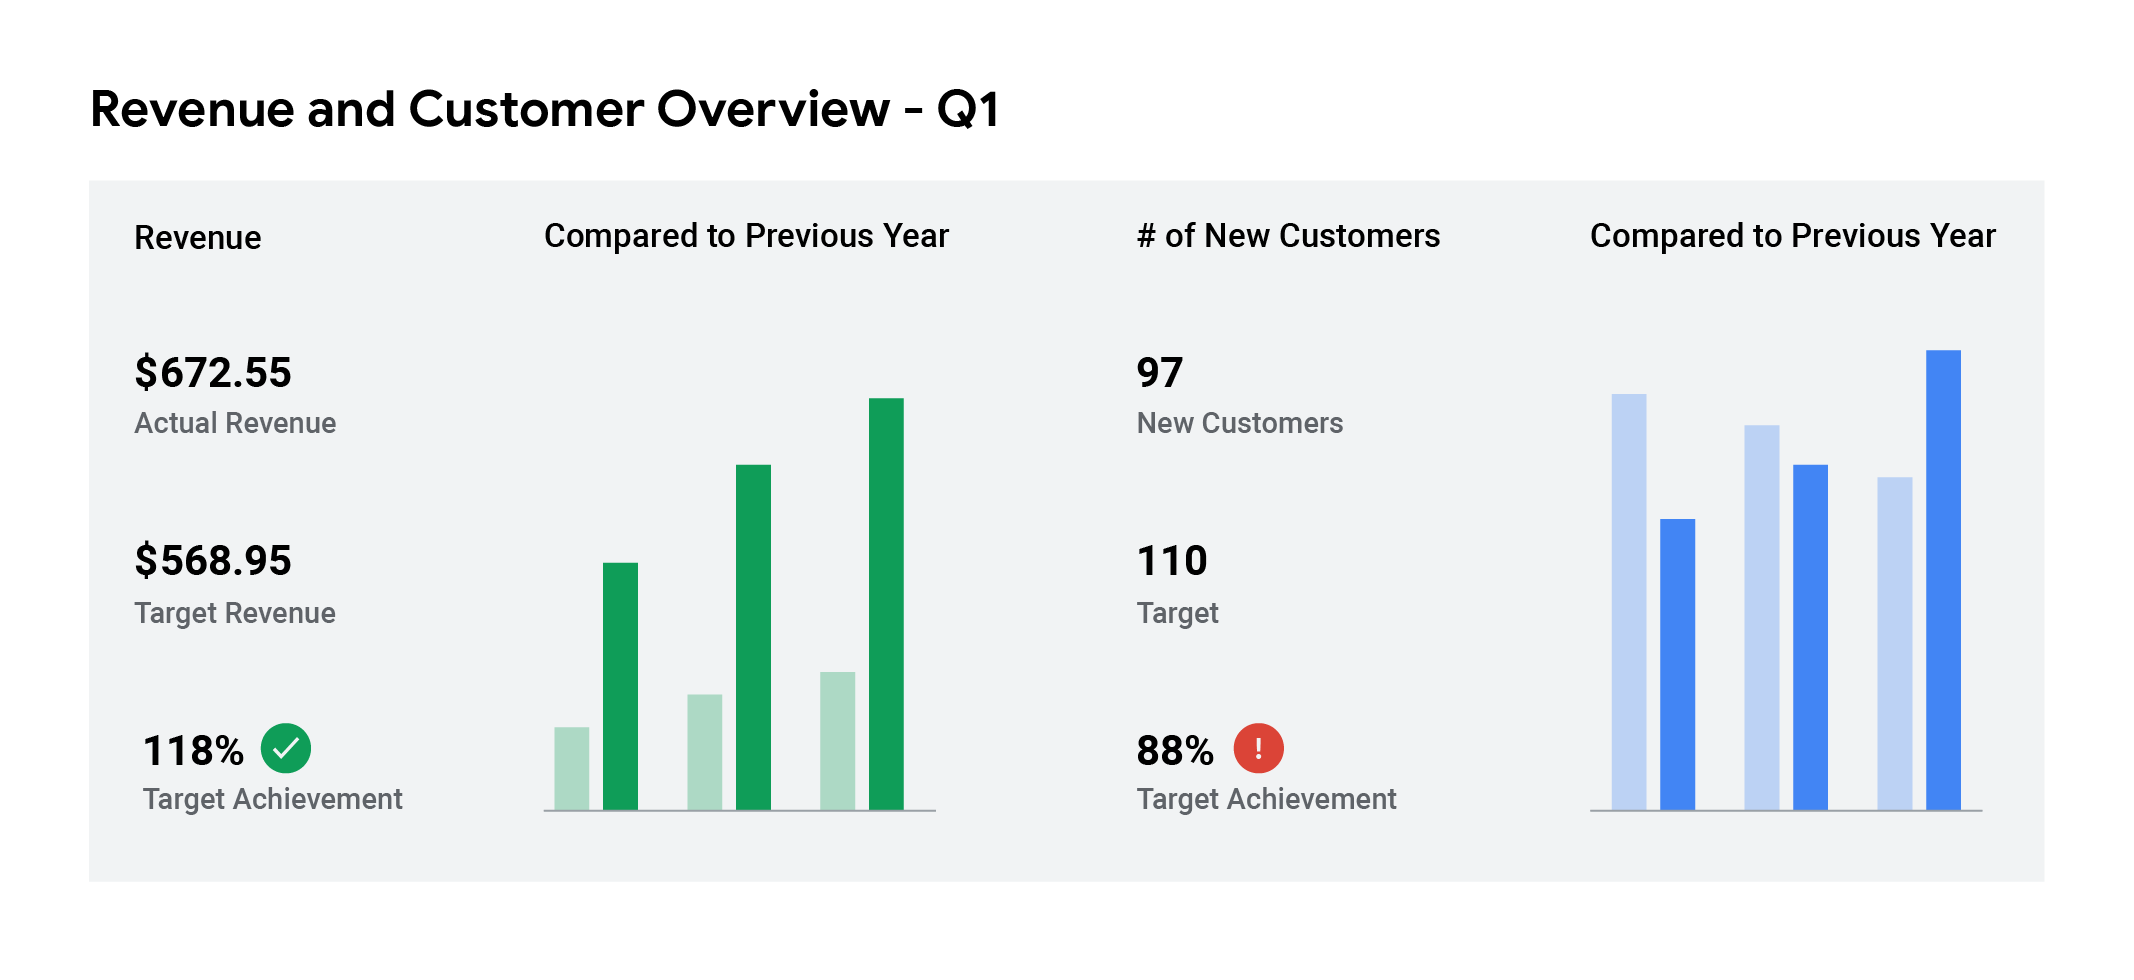 Revenue and Customer Overview - Q1
Revenue
$672.55
Actual Revenue
$568.95
Target Revenue
118%
Target Achievement
Compared to Previous Year
# of New Customers
97
New Customers
110
Target
88%
!
Target Achievement
Compared to Previous Year